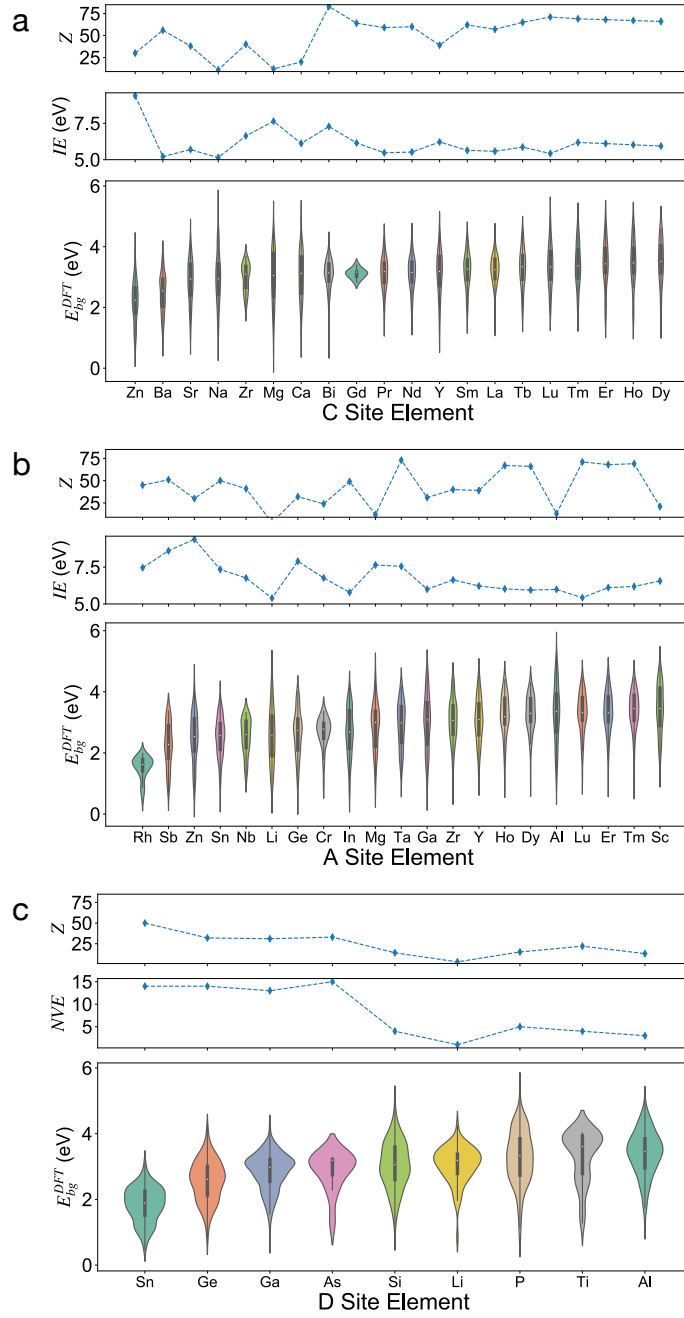 a
75
50
25
Z
7.5
5.0
IE (eV)
6
4
2
0
E_bg^DFT (eV)
Zn Ba Sr Na Zr Mg Ca Bi Gd Pr Nd Y Sm La Tb Lu Tm Er Ho Dy
C Site Element
b
75
50
25
Z
7.5
5.0
IE (eV)
6
4
2
0
E_bg^DFT (eV)
Rh Sb Zn Sn Nb Li Ge Cr In Mg Ta Ga Zr Y Ho Dy Al Lu Er Tm Sc
A Site Element
c
75
50
25
Z
15
10
5
NVE
6
4
2
0
E_bg^DFT (eV)
Sn Ge Ga As Si Li P Ti Al
D Site Element